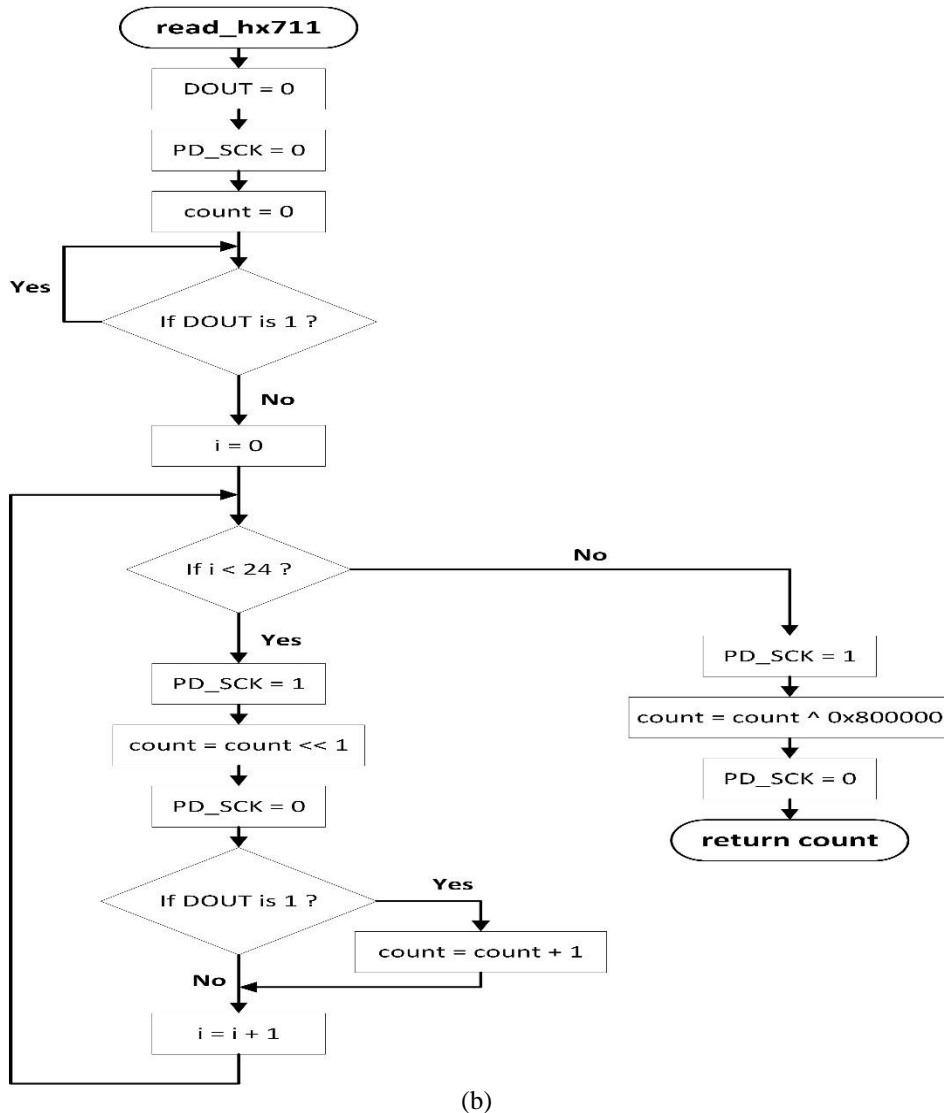 read_hx711
DOUT = 0
PD_SCK = 0
count = 0
Yes
If DOUT is 1 ?
No
i = 0
If i < 24 ?
No
Yes
PD_SCK = 1
count = count << 1
PD_SCK = 0
If DOUT is 1 ?
Yes
count = count + 1
No
i = i + 1
PD_SCK = 1
count = count ^ 0x800000
PD_SCK = 0
return count
(b)